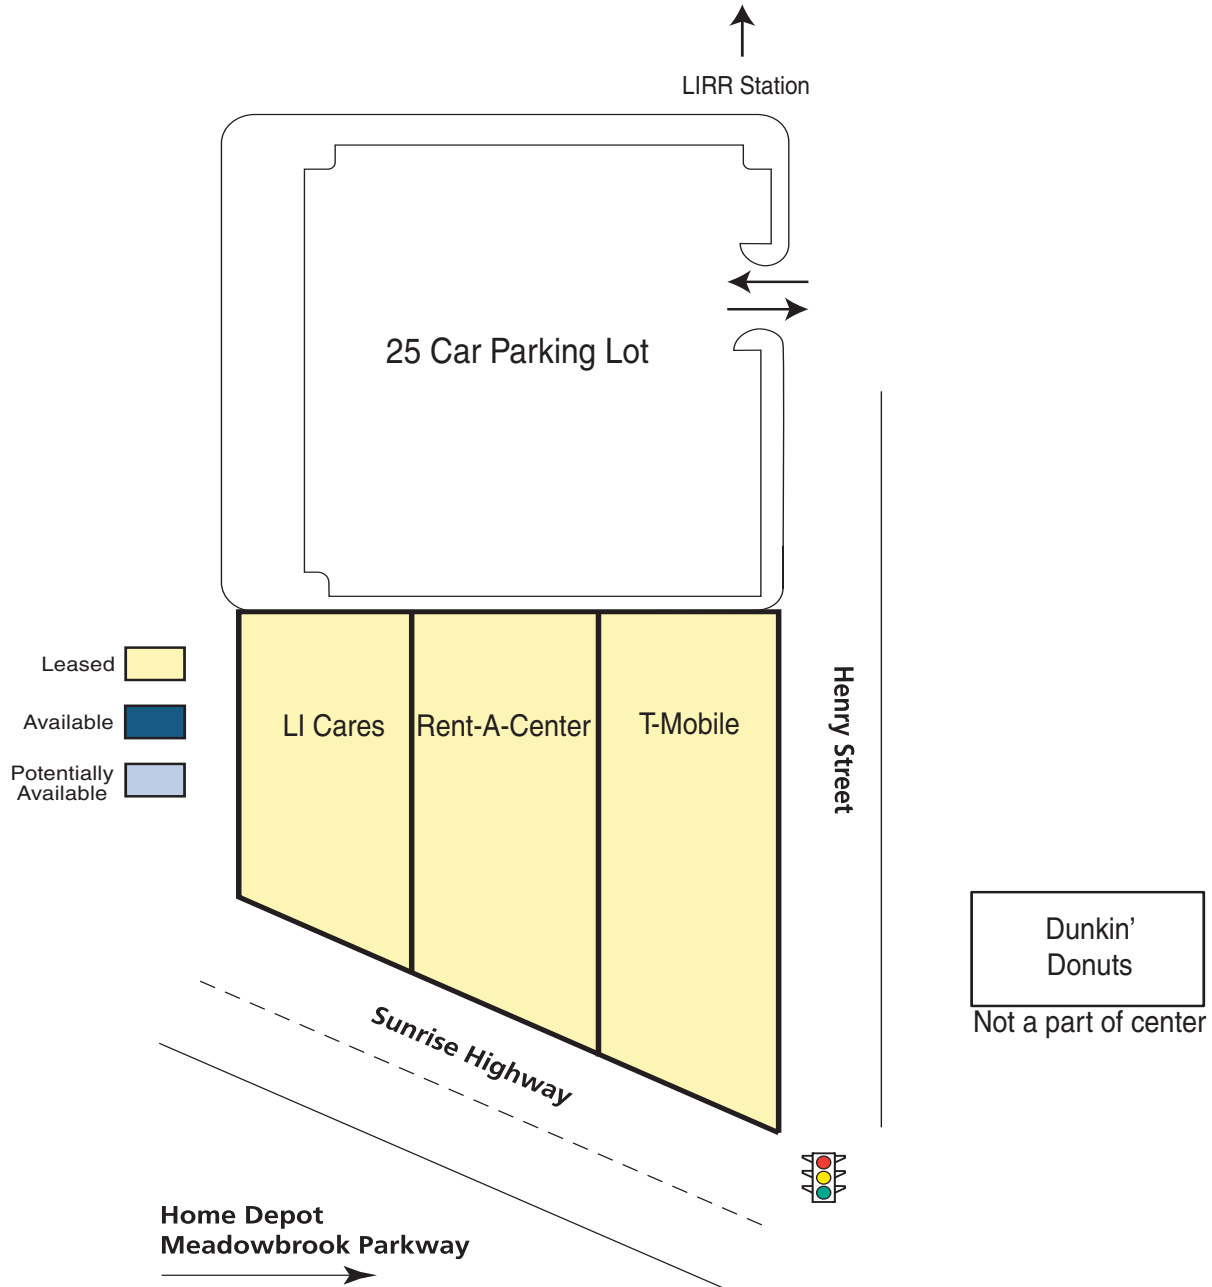 LIRR Station
25 Car Parking Lot
Leased
Available
Potentially
Available
LI Cares
Rent-A-Center
T-Mobile
Henry Street
Dunkin’
Donuts
Not a part of center
Sunrise Highway
Home Depot
Meadowbrook Parkway